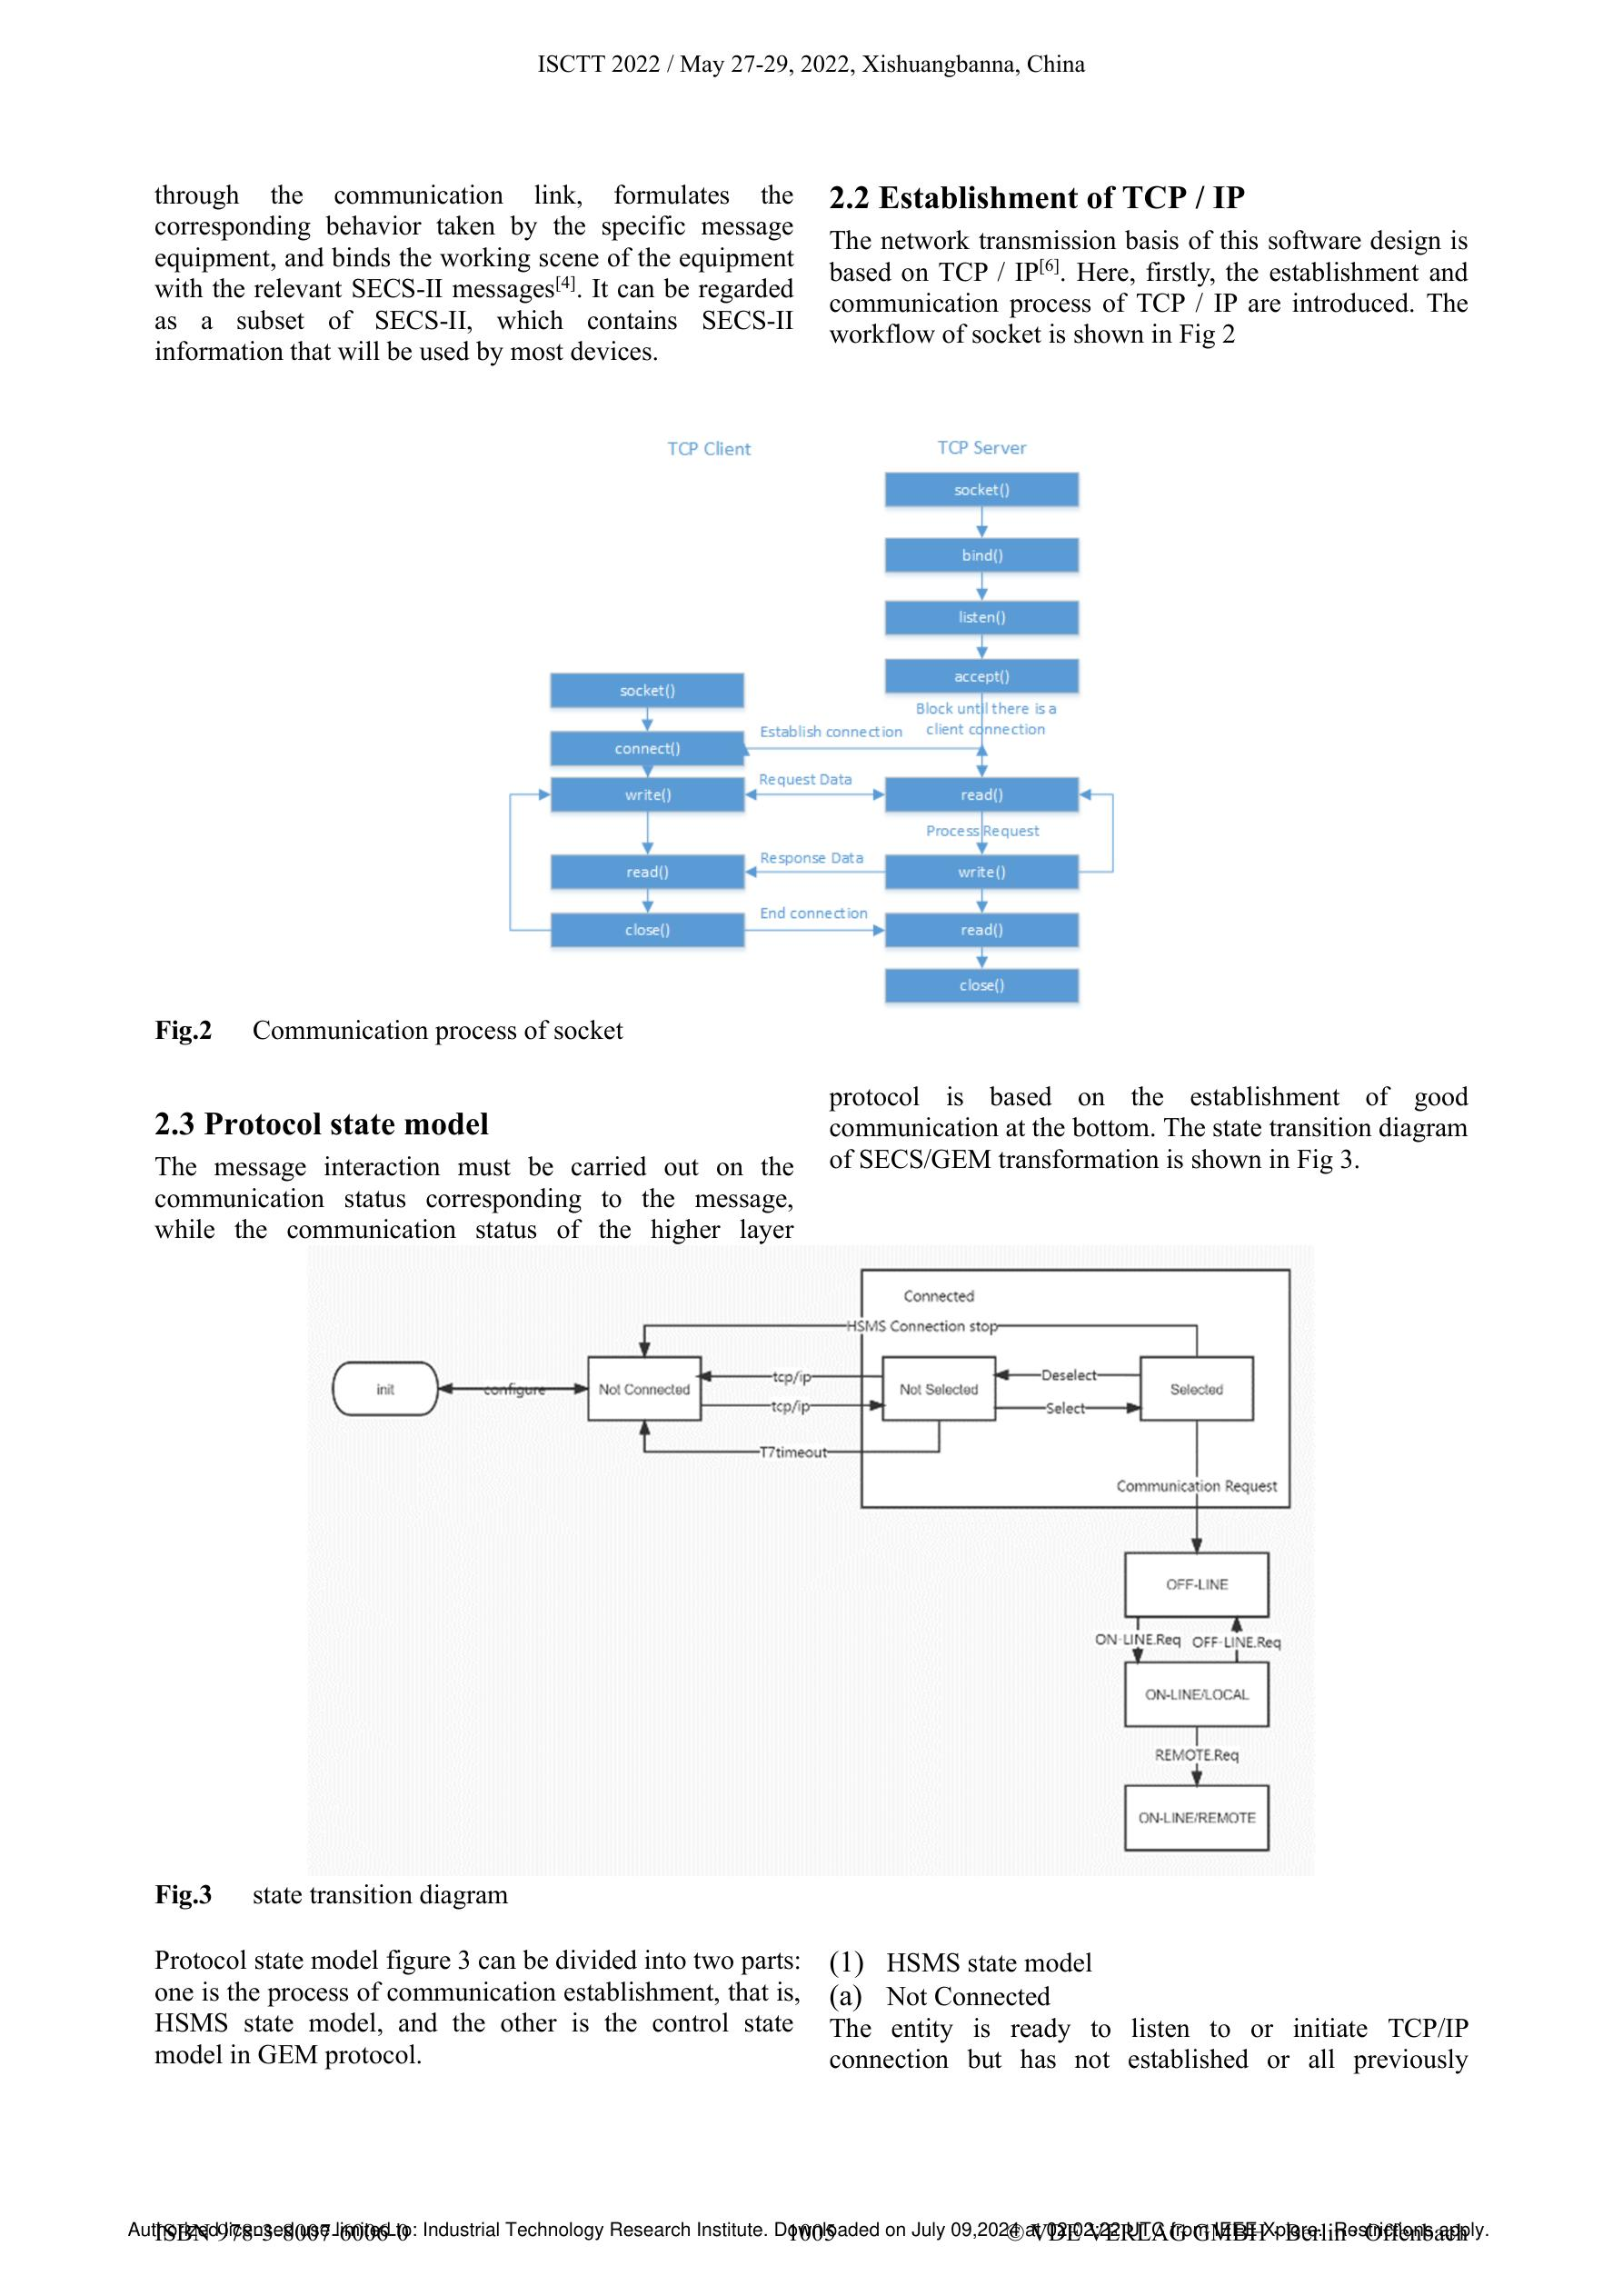 ISCTT 2022 / May 27-29, 2022, Xishuangbanna, China
through the communication link, formulates the
corresponding behavior taken by the specific message
equipment, and binds the working scene of the equipment
with the relevant SECS-II messages[4]. It can be regarded
as a subset of SECS-II, which contains SECS-II
information that will be used by most devices.
2.2 Establishment of TCP / IP
The network transmission basis of this software design is
based on TCP / IP[6]. Here, firstly, the establishment and
communication process of TCP / IP are introduced. The
workflow of socket is shown in Fig 2
TCP Client
TCP Server
socket()
bind()
listen()
accept()
Block until there is a
client connection
socket()
Establish connection
connect()
Request Data
write()
read()
Process Request
Response Data
read()
write()
End connection
close()
read()
close()
Fig.2 Communication process of socket
2.3 Protocol state model
The message interaction must be carried out on the
communication status corresponding to the message,
while the communication status of the higher layer
protocol is based on the establishment of good
communication at the bottom. The state transition diagram
of SECS/GEM transformation is shown in Fig 3.
Connected
HSMS Connection stop
init
configure
Not Connected
tcp/ip
tcp/ip
Not Selected
Deselect
Select
Selected
T7timeout
Communication Request
OFF-LINE
ON-LINE.Req
OFF-LINE.Req
ON-LINE/LOCAL
REMOTE.Req
ON-LINE/REMOTE
Fig.3 state transition diagram
Protocol state model figure 3 can be divided into two parts:
one is the process of communication establishment, that is,
HSMS state model, and the other is the control state
model in GEM protocol.
(1) HSMS state model
(a) Not Connected
The entity is ready to listen to or initiate TCP/IP
connection but has not established or all previously
Authorized licensed use limited to: Industrial Technology Research Institute. Downloaded on July 09,2024 at 02:02:22 UTC from IEEE Xplore. Restrictions apply.
ISBN 978-3-8007-6006-0
1005
© VDE VERLAG GMBH · Berlin · Offenbach